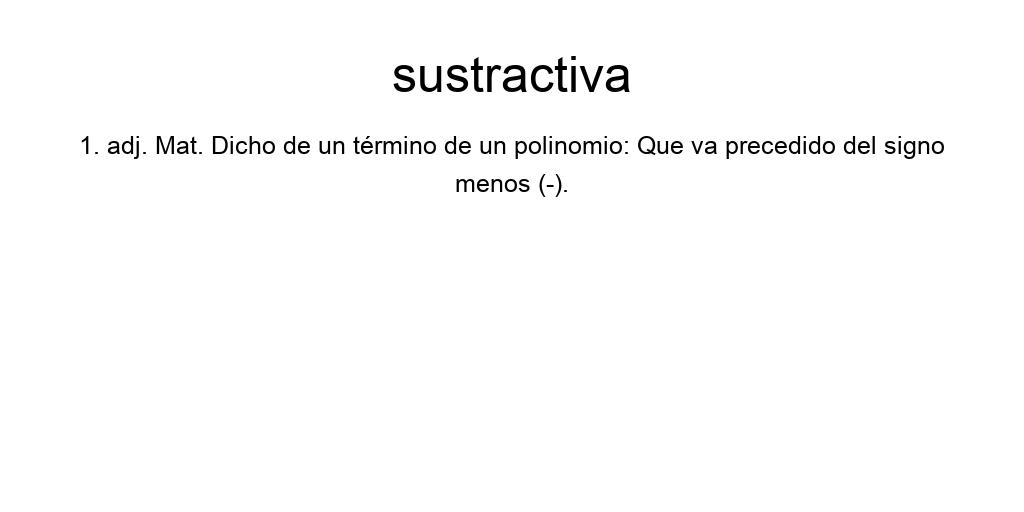 sustractiva
1. adj. Mat. Dicho de un término de un polinomio: Que va precedido del signo
menos (-).